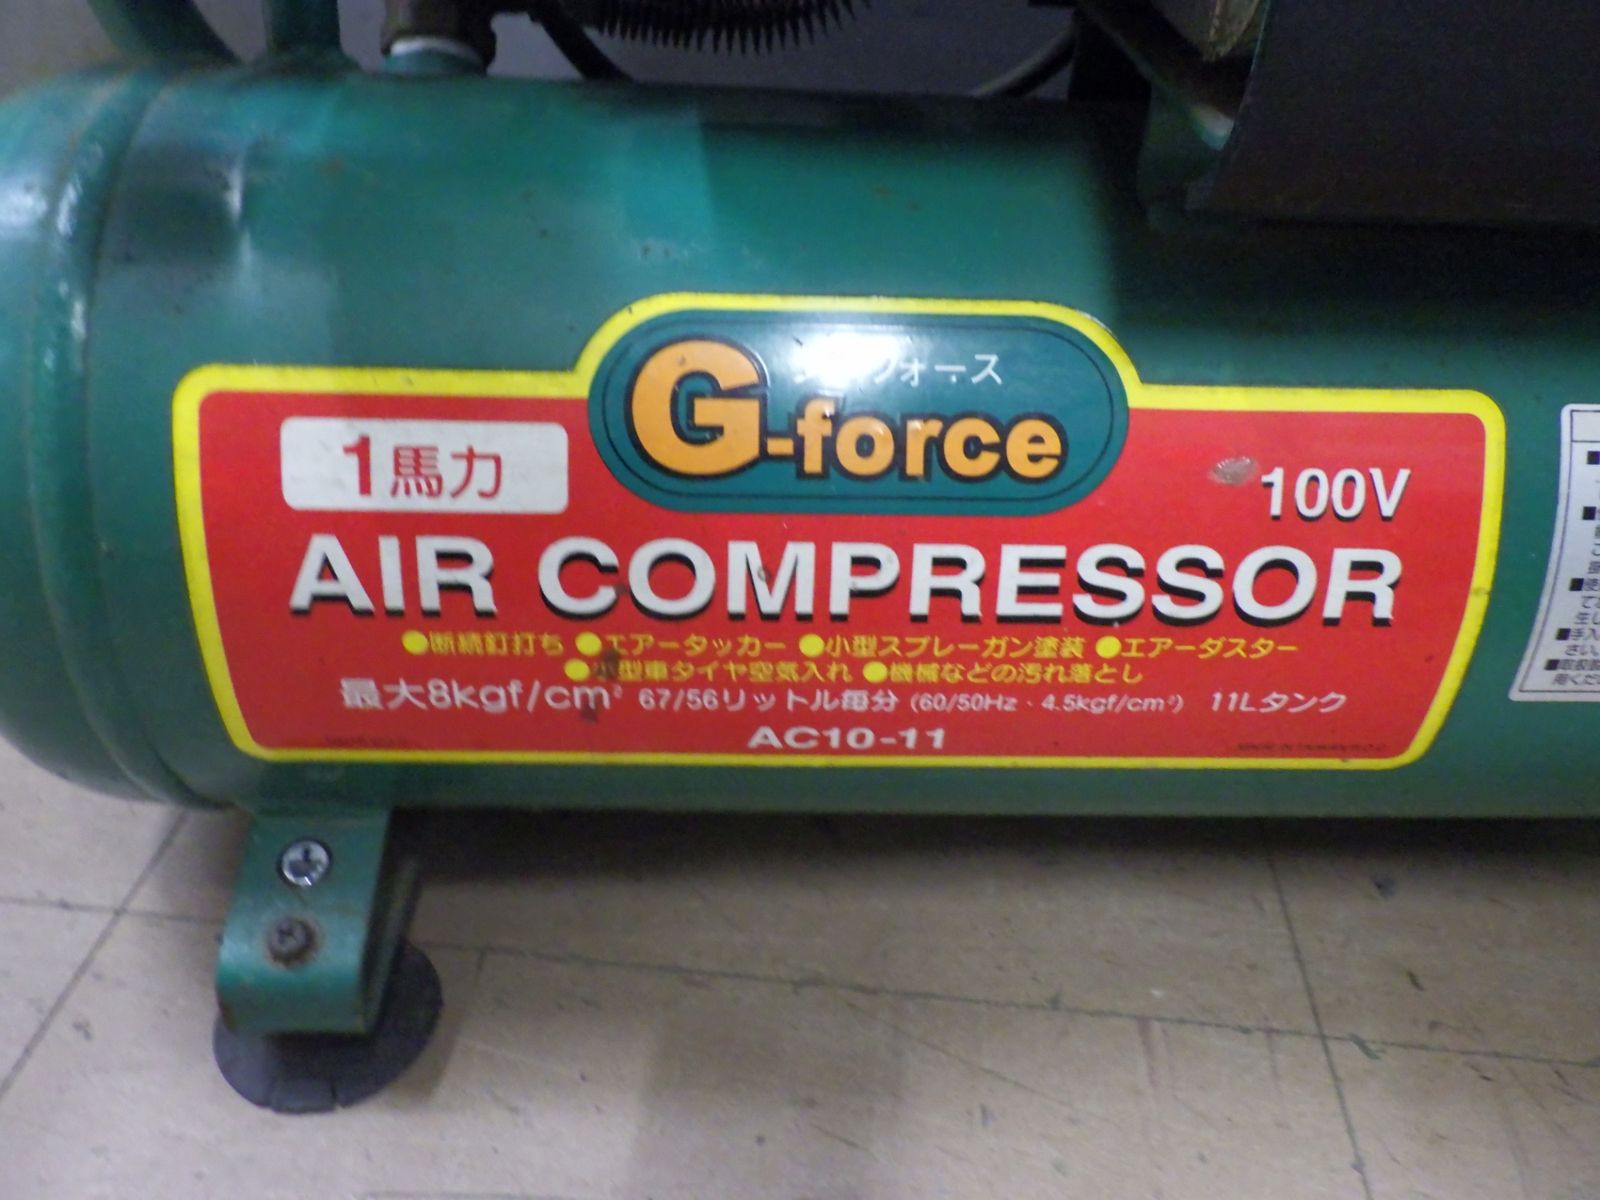 フォース
G-force
1馬力
100V
AIR COMPRESSOR
●断続釘打ち ●エアータッカー ●小型スプレーガン塗装 ●エアーダスター
●小型車タイヤ空気入れ ●機械などの汚れ落とし
最大8kgf/cm² 67/56リットル毎分 (60/50Hz・4.5kgf/cm²) 11Lタンク
AC10-11